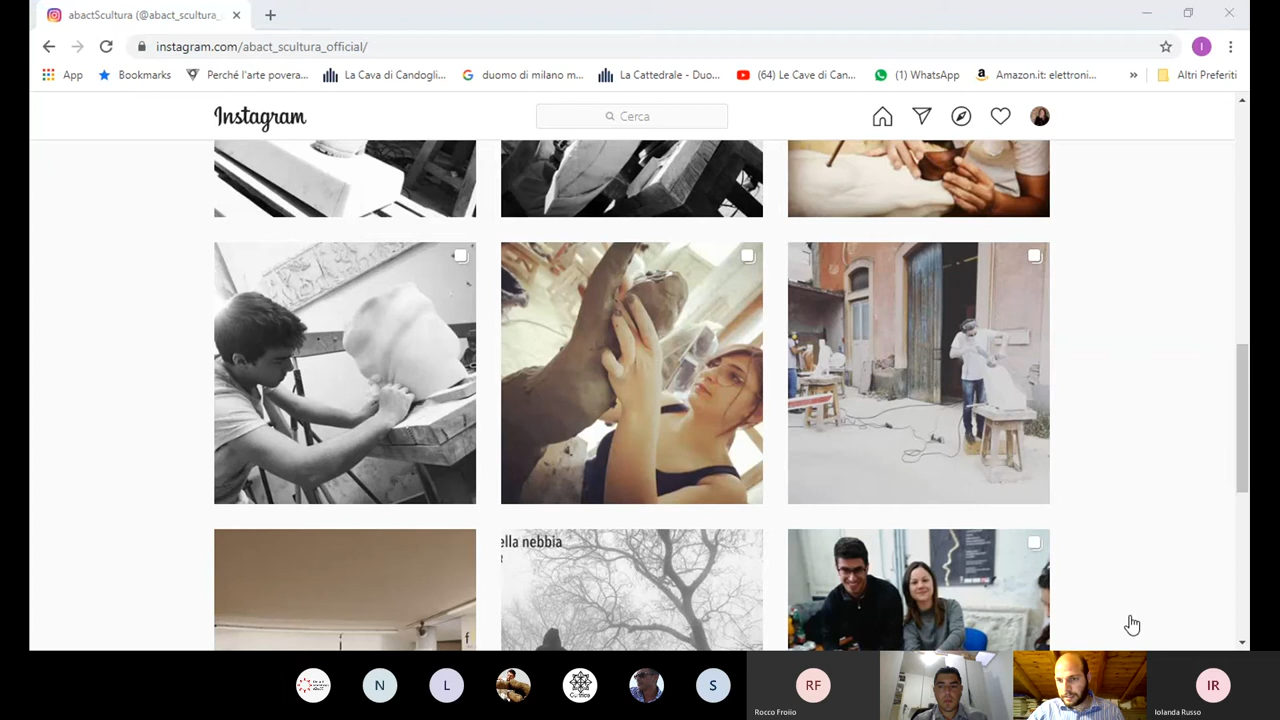 abactScultura (@abact_scultura_
instagram.com/abact_scultura_official/
App
Bookmarks
Perché l'arte povera...
La Cava di Candogli...
duomo di milano m...
La Cattedrale - Duo...
(64) Le Cave di Can...
(1) WhatsApp
Amazon.it: elettroni...
»
Altri Preferiti
I
Instagram
Cerca
ella nebbia
f
N
L
S
RF
IR
Rocco Froiio
Iolanda Russo